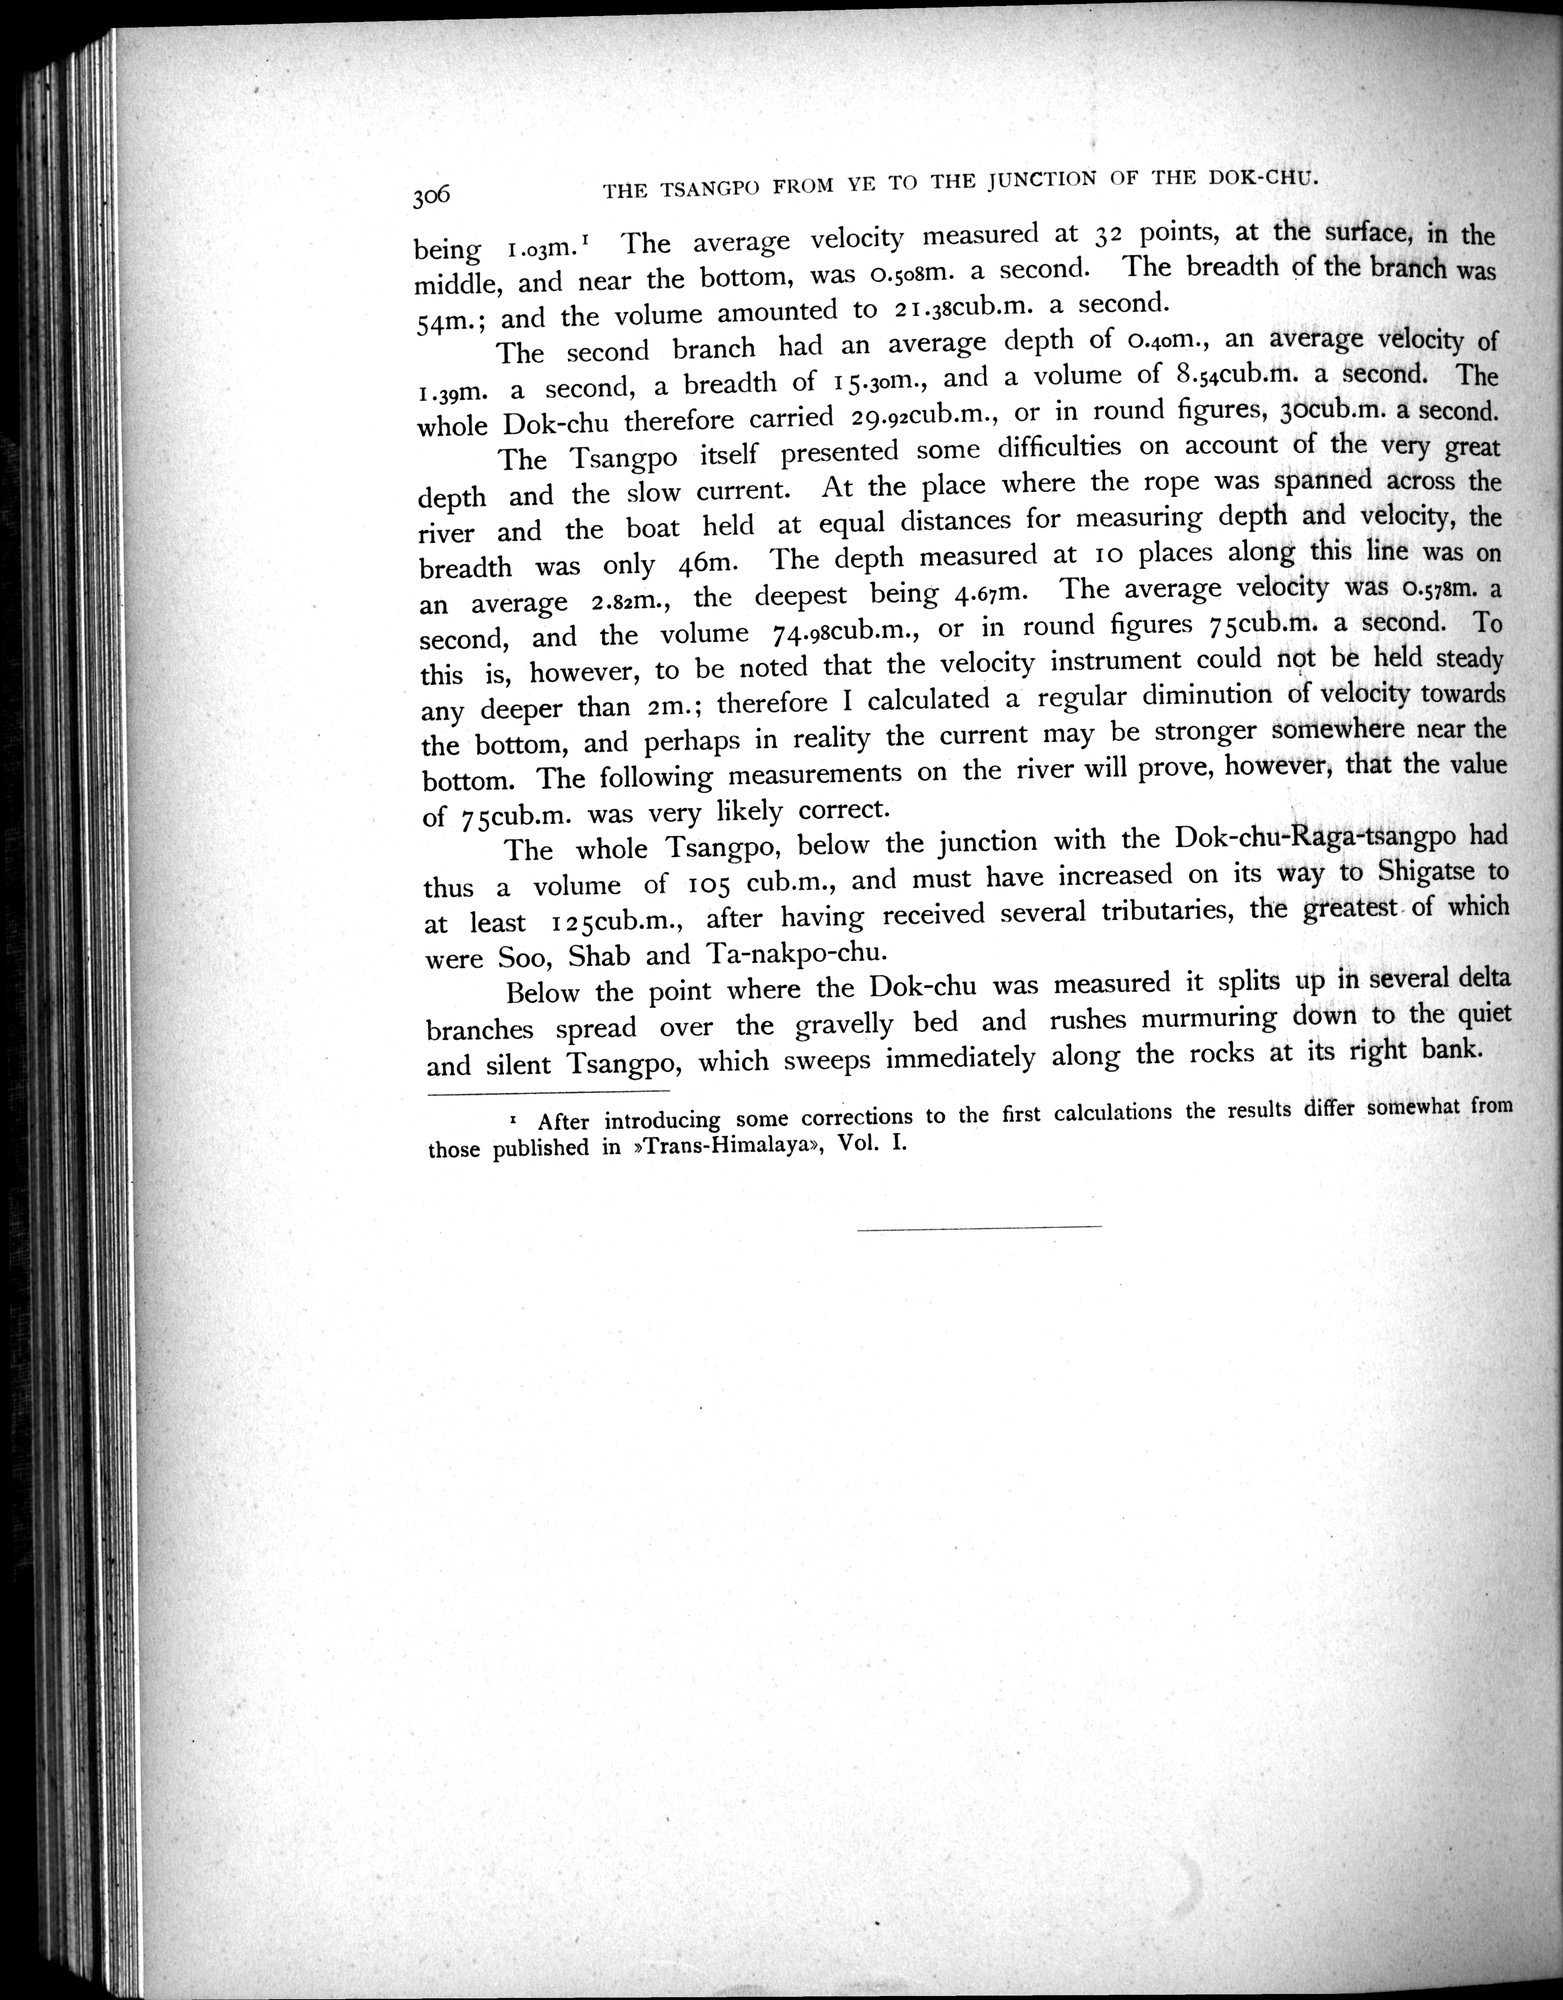 306 THE TSANGPO FROM YE TO THE JUNCTION OF THE DOK-CHU.
being 1.03m.¹ The average velocity measured at 32 points, at the surface, in the
middle, and near the bottom, was 0.508m. a second. The breadth of the branch was
54m.; and the volume amounted to 21.38cub.m. a second.
The second branch had an average depth of 0.40m., an average velocity of
1.39m. a second, a breadth of 15.30m., and a volume of 8.54cub.m. a second. The
whole Dok-chu therefore carried 29.92cub.m., or in round figures, 30cub.m. a second.
The Tsangpo itself presented some difficulties on account of the very great
depth and the slow current. At the place where the rope was spanned across the
river and the boat held at equal distances for measuring depth and velocity, the
breadth was only 46m. The depth measured at 10 places along this line was on
an average 2.82m., the deepest being 4.67m. The average velocity was 0.578m. a
second, and the volume 74.98cub.m., or in round figures 75cub.m. a second. To
this is, however, to be noted that the velocity instrument could not be held steady
any deeper than 2m.; therefore I calculated a regular diminution of velocity towards
the bottom, and perhaps in reality the current may be stronger somewhere near the
bottom. The following measurements on the river will prove, however, that the value
of 75cub.m. was very likely correct.
The whole Tsangpo, below the junction with the Dok-chu-Raga-tsangpo had
thus a volume of 105 cub.m., and must have increased on its way to Shigatse to
at least 125cub.m., after having received several tributaries, the greatest of which
were Soo, Shab and Ta-nakpo-chu.
Below the point where the Dok-chu was measured it splits up in several delta
branches spread over the gravelly bed and rushes murmuring down to the quiet
and silent Tsangpo, which sweeps immediately along the rocks at its right bank.
¹ After introducing some corrections to the first calculations the results differ somewhat from
those published in »Trans-Himalaya», Vol. I.